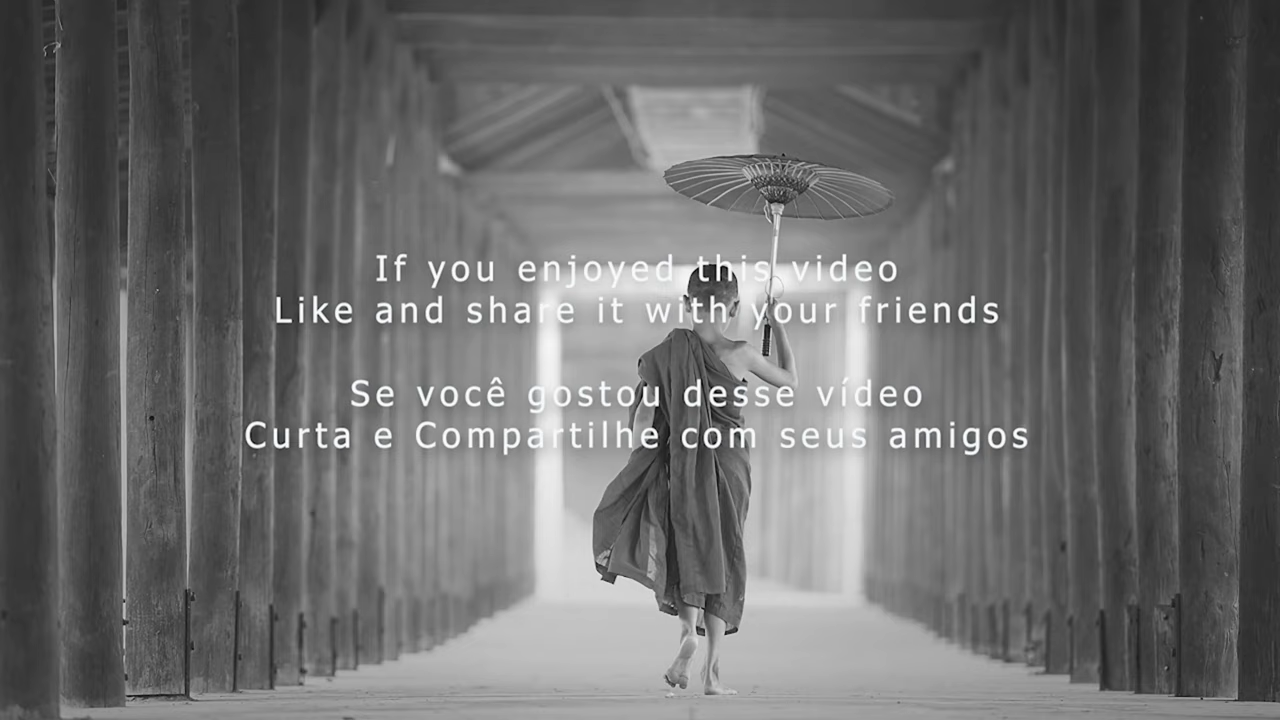 If you enjoyed this video
Like and share it with your friends
Se você gostou desse vídeo
Curta e Compartilhe com seus amigos